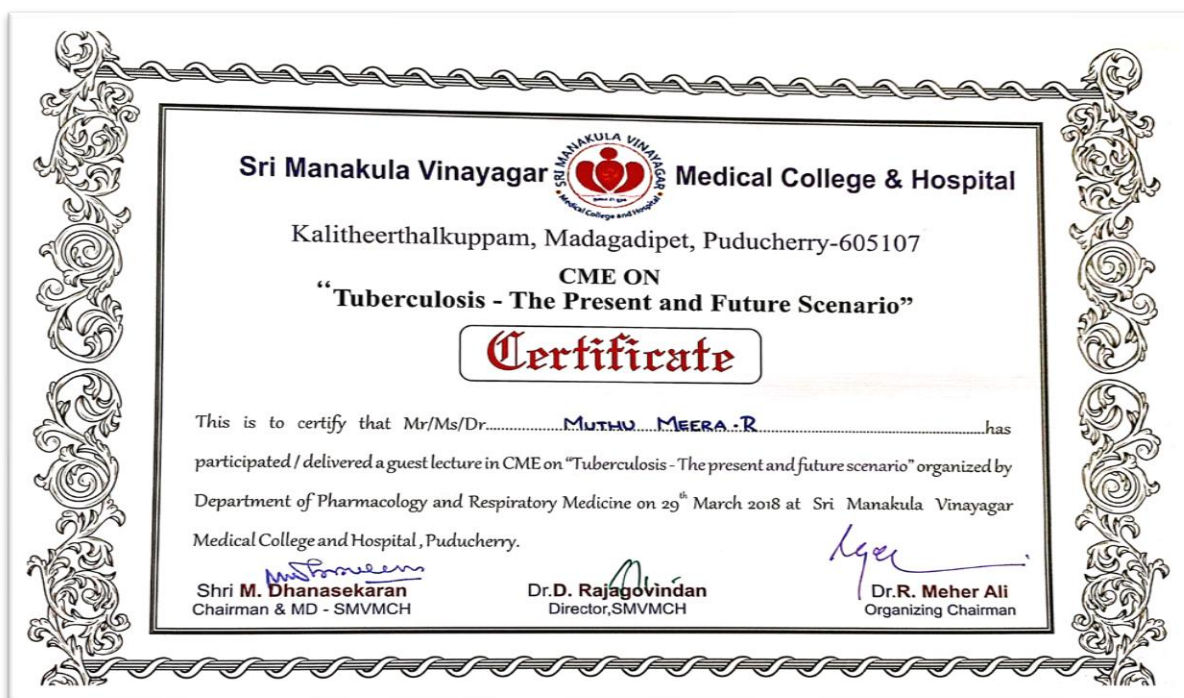 Sri Manakula Vinayagar Medical College & Hospital
SRI MANAKULA VINAYAGAR
Medical College and Hospital
Kalitheerthalkuppam, Madagadipet, Puducherry-605107
CME ON
“Tuberculosis - The Present and Future Scenario”
Certificate
This is to certify that Mr/Ms/Dr.................MUTHU....MEERA.R.............................................has
participated / delivered a guest lecture in CME on “Tuberculosis - The present and future scenario” organized by
Department of Pharmacology and Respiratory Medicine on 29th March 2018 at Sri Manakula Vinayagar
Medical College and Hospital , Puducherry.
Shri M. Dhanasekaran
Chairman & MD - SMVMCH
Dr.D. Rajagovindan
Director,SMVMCH
Dr.R. Meher Ali
Organizing Chairman